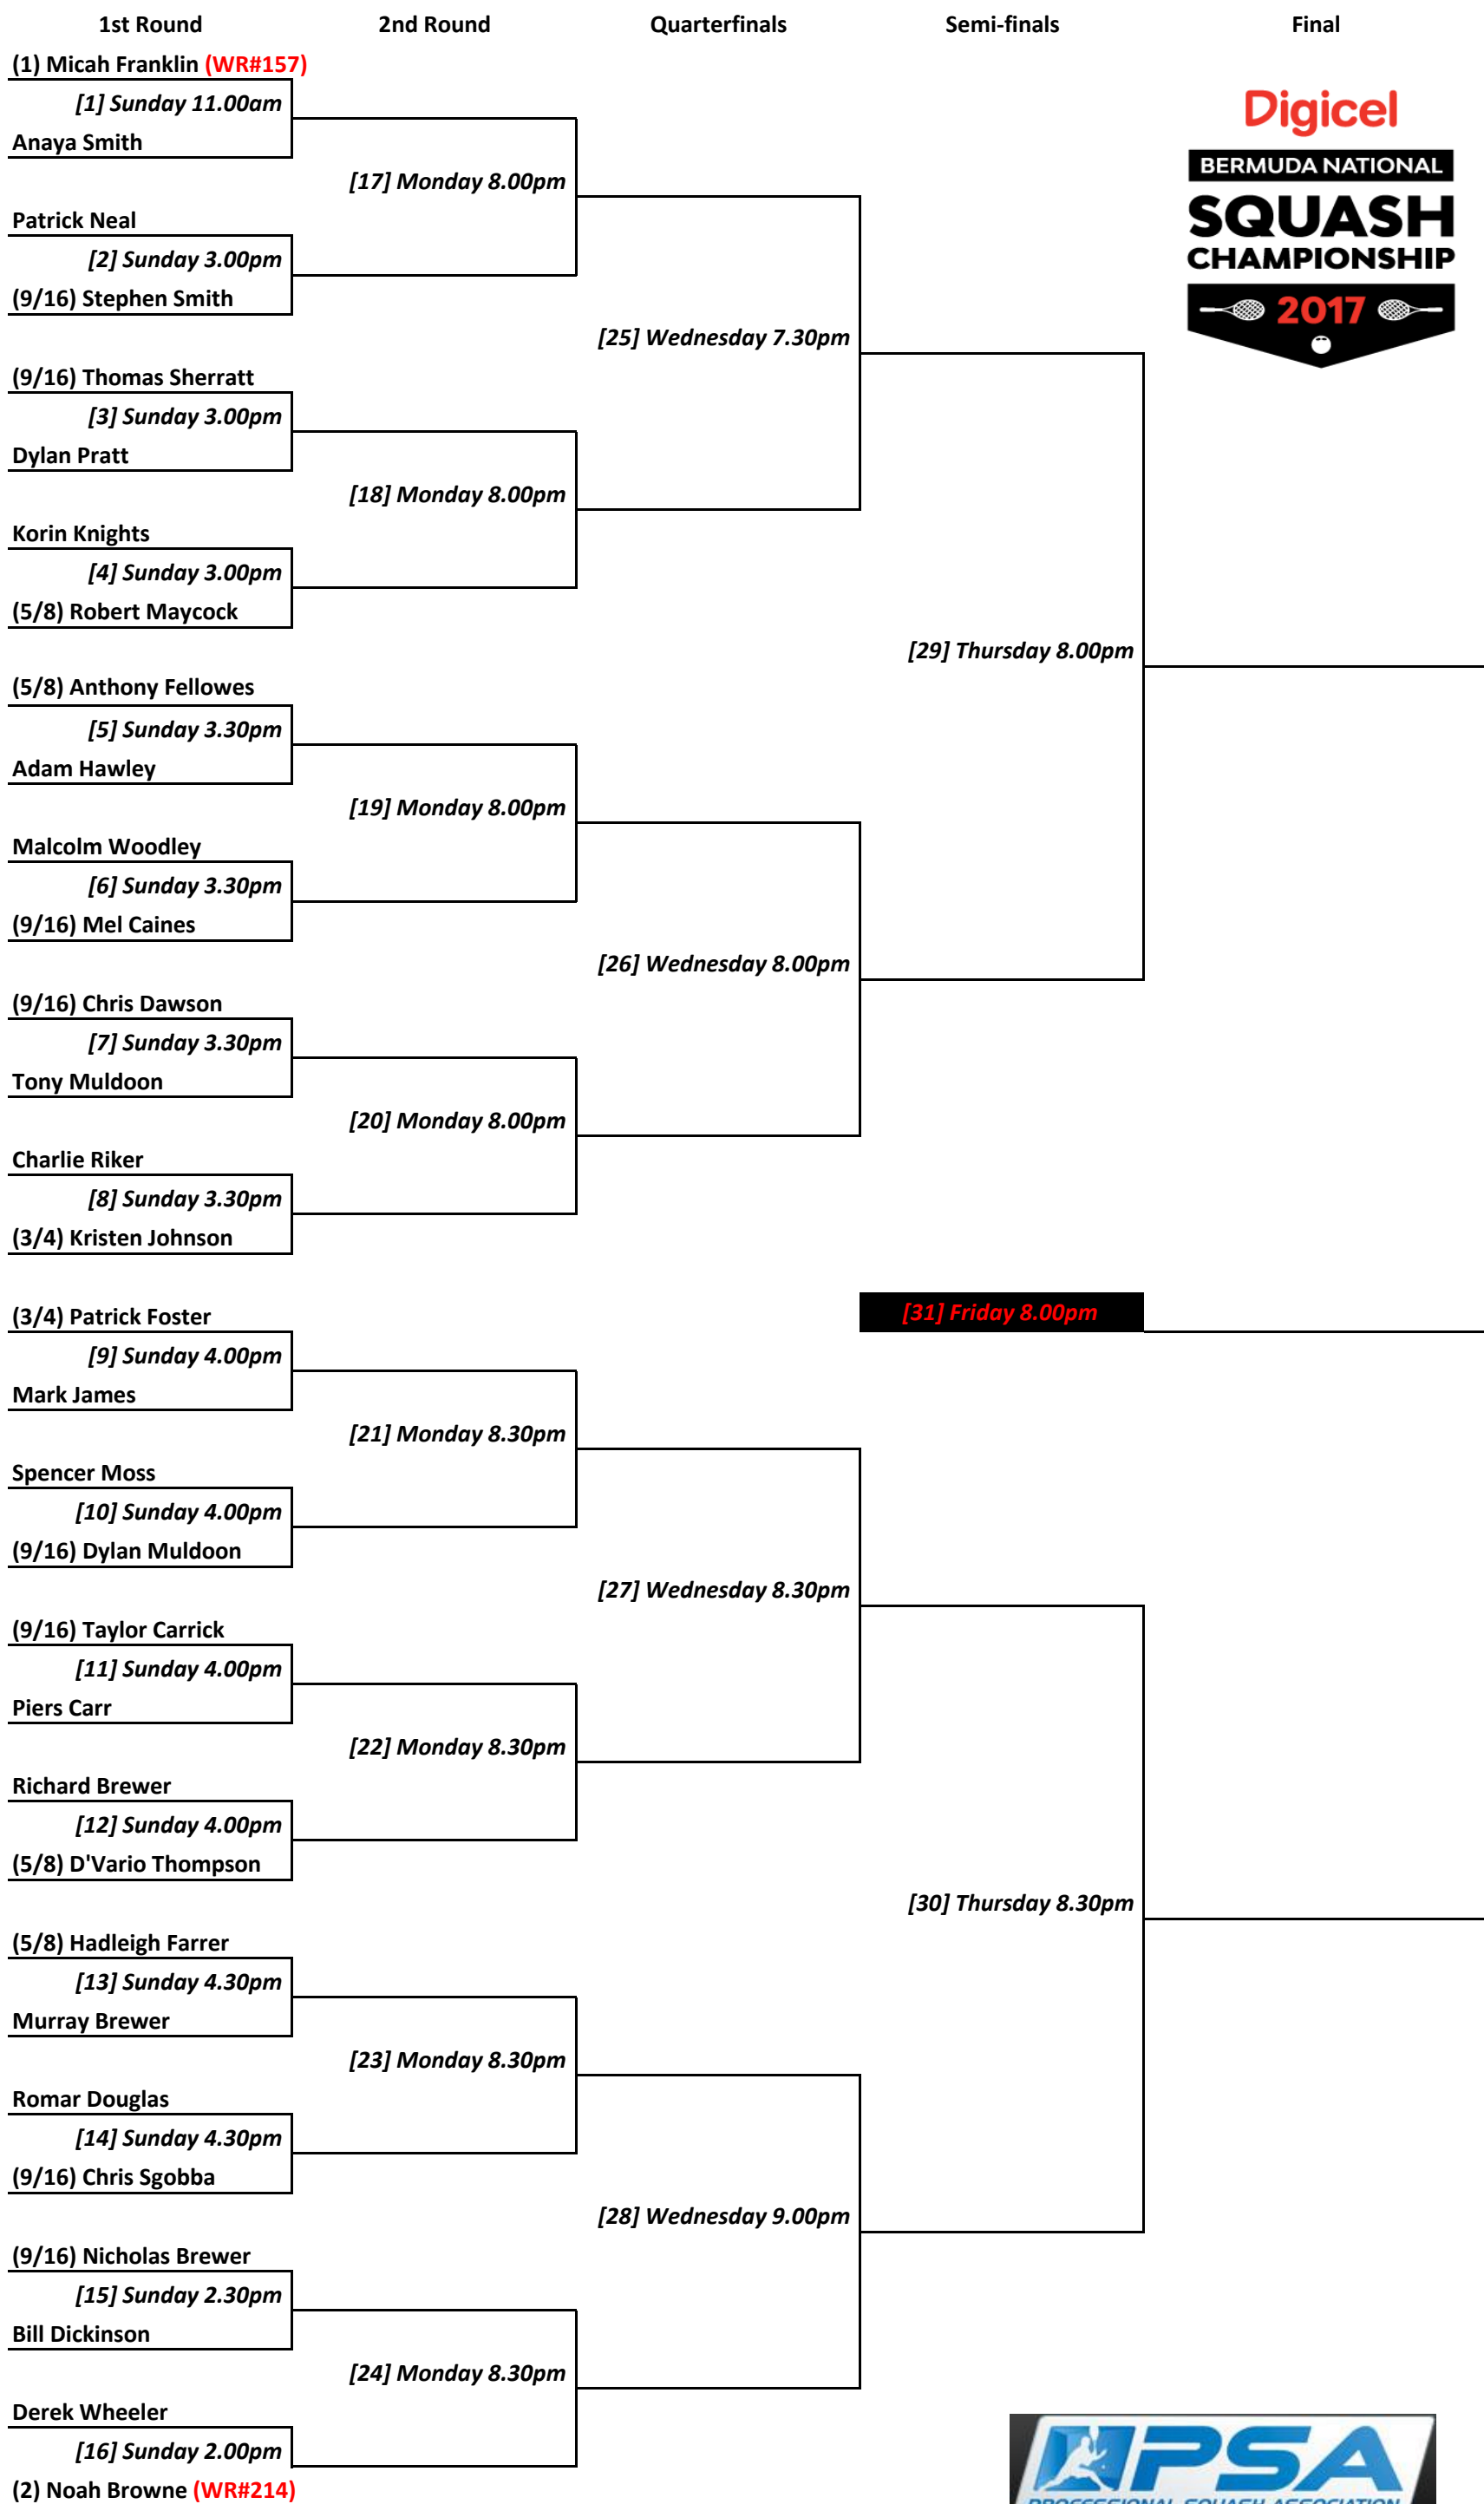 1st Round 2nd Round Quarterfinals Semi-finals Final
(1) Micah Franklin (WR#157)
[1] Sunday 11.00am
Anaya Smith
[17] Monday 8.00pm
Patrick Neal
[2] Sunday 3.00pm
(9/16) Stephen Smith
Digicel
BERMUDA NATIONAL
SQUASH
CHAMPIONSHIP
2017
[25] Wednesday 7.30pm
(9/16) Thomas Sherratt
[3] Sunday 3.00pm
Dylan Pratt
[18] Monday 8.00pm
Korin Knights
[4] Sunday 3.00pm
(5/8) Robert Maycock
[29] Thursday 8.00pm
(5/8) Anthony Fellowes
[5] Sunday 3.30pm
Adam Hawley
[19] Monday 8.00pm
Malcolm Woodley
[6] Sunday 3.30pm
(9/16) Mel Caines
[26] Wednesday 8.00pm
(9/16) Chris Dawson
[7] Sunday 3.30pm
Tony Muldoon
[20] Monday 8.00pm
Charlie Riker
[8] Sunday 3.30pm
(3/4) Kristen Johnson
[31] Friday 8.00pm
(3/4) Patrick Foster
[9] Sunday 4.00pm
Mark James
[21] Monday 8.30pm
Spencer Moss
[10] Sunday 4.00pm
(9/16) Dylan Muldoon
[27] Wednesday 8.30pm
(9/16) Taylor Carrick
[11] Sunday 4.00pm
Piers Carr
[22] Monday 8.30pm
Richard Brewer
[12] Sunday 4.00pm
(5/8) D'Vario Thompson
[30] Thursday 8.30pm
(5/8) Hadleigh Farrer
[13] Sunday 4.30pm
Murray Brewer
[23] Monday 8.30pm
Romar Douglas
[14] Sunday 4.30pm
(9/16) Chris Sgobba
[28] Wednesday 9.00pm
(9/16) Nicholas Brewer
[15] Sunday 2.30pm
Bill Dickinson
[24] Monday 8.30pm
Derek Wheeler
[16] Sunday 2.00pm
(2) Noah Browne (WR#214)
PSA
PROFESSIONAL SQUASH ASSOCIATION